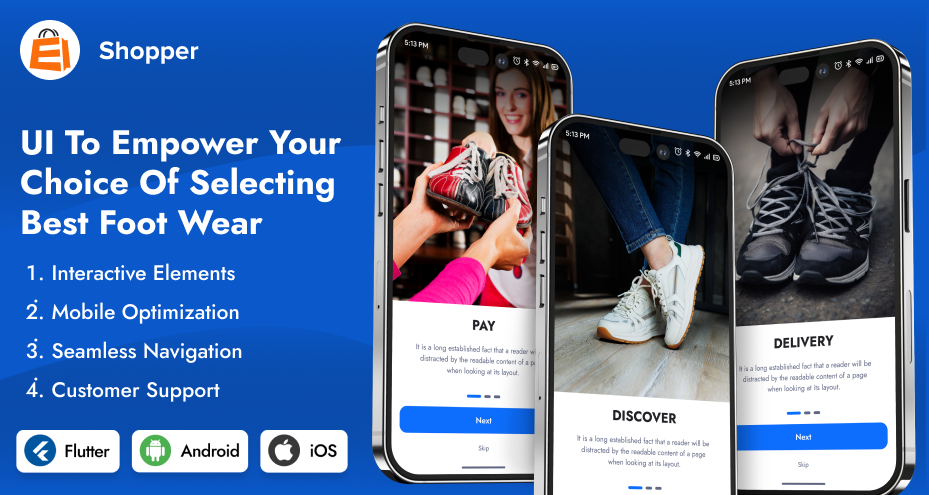 Shopper
UI To Empower Your
Choice Of Selecting
Best Foot Wear
1. Interactive Elements
2. Mobile Optimization
3. Seamless Navigation
4. Customer Support
Flutter
Android
iOS
5:13 PM
PAY
It is a long established fact that a reader wi
distracted by the readable content of a p
when looking at its layout.
Next
Skip
5:13 PM
DISCOVER
It is a long established fact that a reader will be
distracted by the readable content of a page
when looking at its layout.
5:13 PM
DELIVERY
It is a long established fact that a reader will be
distracted by the readable content of a page
when looking at its layout.
Next
Skip